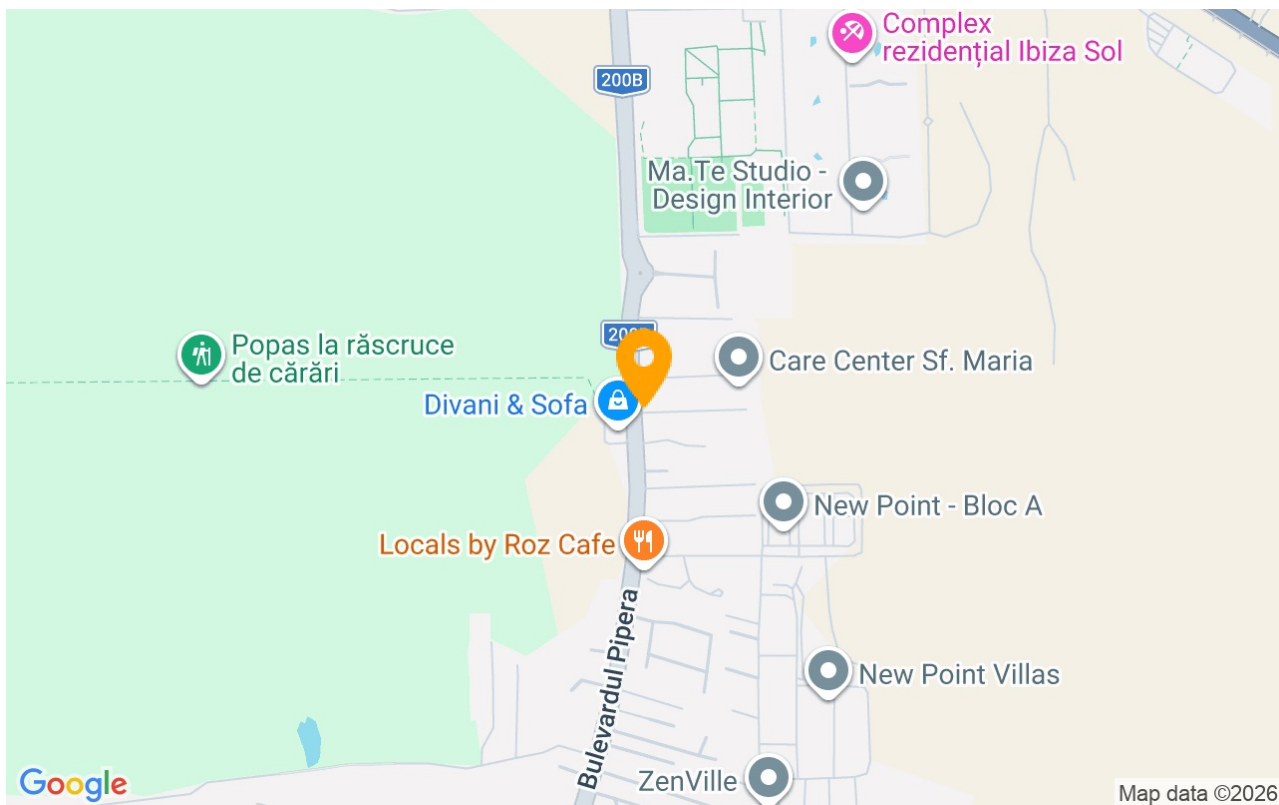 Complex
rezidențial Ibiza Sol
200B
Ma.Te Studio -
Design Interior
Popas la răscruce
de cărări
Care Center Sf. Maria
Divani & Sofa
New Point - Bloc A
Locals by Roz Cafe
Bulevardul Pipera
New Point Villas
ZenVille
Google
Map data ©2026